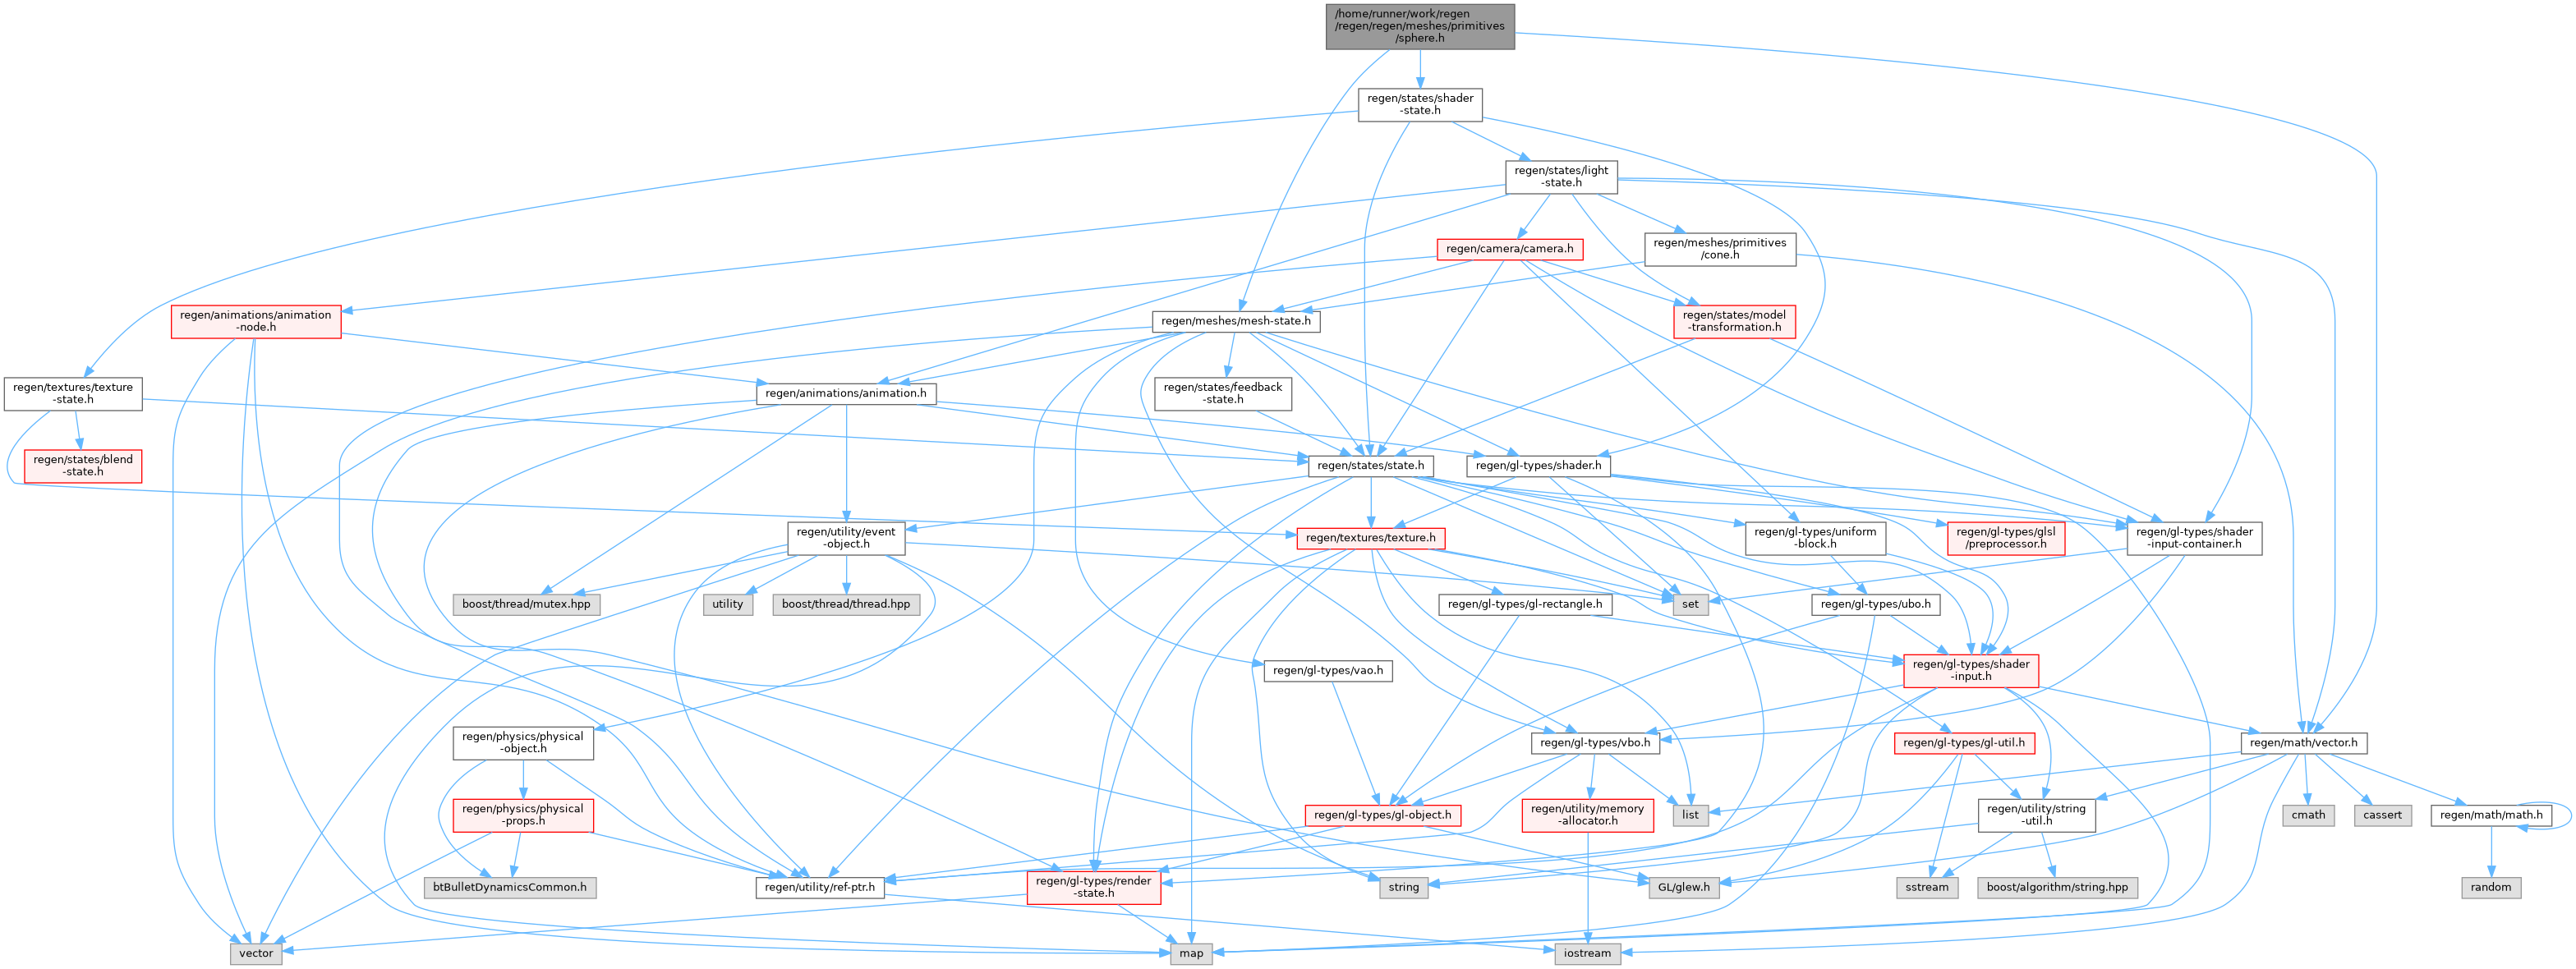 /home/runner/work/regen
/regen/regen/meshes/primitives
/sphere.h
regen/states/shader
-state.h
regen/states/light
-state.h
regen/camera/camera.h
regen/meshes/primitives
/cone.h
regen/animations/animation
-node.h
regen/meshes/mesh-state.h
regen/states/model
-transformation.h
regen/textures/texture
-state.h
regen/animations/animation.h
regen/states/feedback
-state.h
regen/states/blend
-state.h
regen/states/state.h
regen/gl-types/shader.h
regen/utility/event
-object.h
regen/textures/texture.h
regen/gl-types/uniform
-block.h
regen/gl-types/glsl
/preprocessor.h
regen/gl-types/shader
-input-container.h
boost/thread/mutex.hpp
utility
boost/thread/thread.hpp
regen/gl-types/gl-rectangle.h
set
regen/gl-types/ubo.h
regen/gl-types/vao.h
regen/gl-types/shader
-input.h
regen/physics/physical
-object.h
regen/gl-types/vbo.h
regen/gl-types/gl-util.h
regen/math/vector.h
regen/physics/physical
-props.h
regen/gl-types/gl-object.h
regen/utility/memory
-allocator.h
list
regen/utility/string
-util.h
cmath
cassert
regen/math/math.h
btBulletDynamicsCommon.h
regen/utility/ref-ptr.h
regen/gl-types/render
-state.h
string
GL/glew.h
sstream
boost/algorithm/string.hpp
random
vector
map
iostream